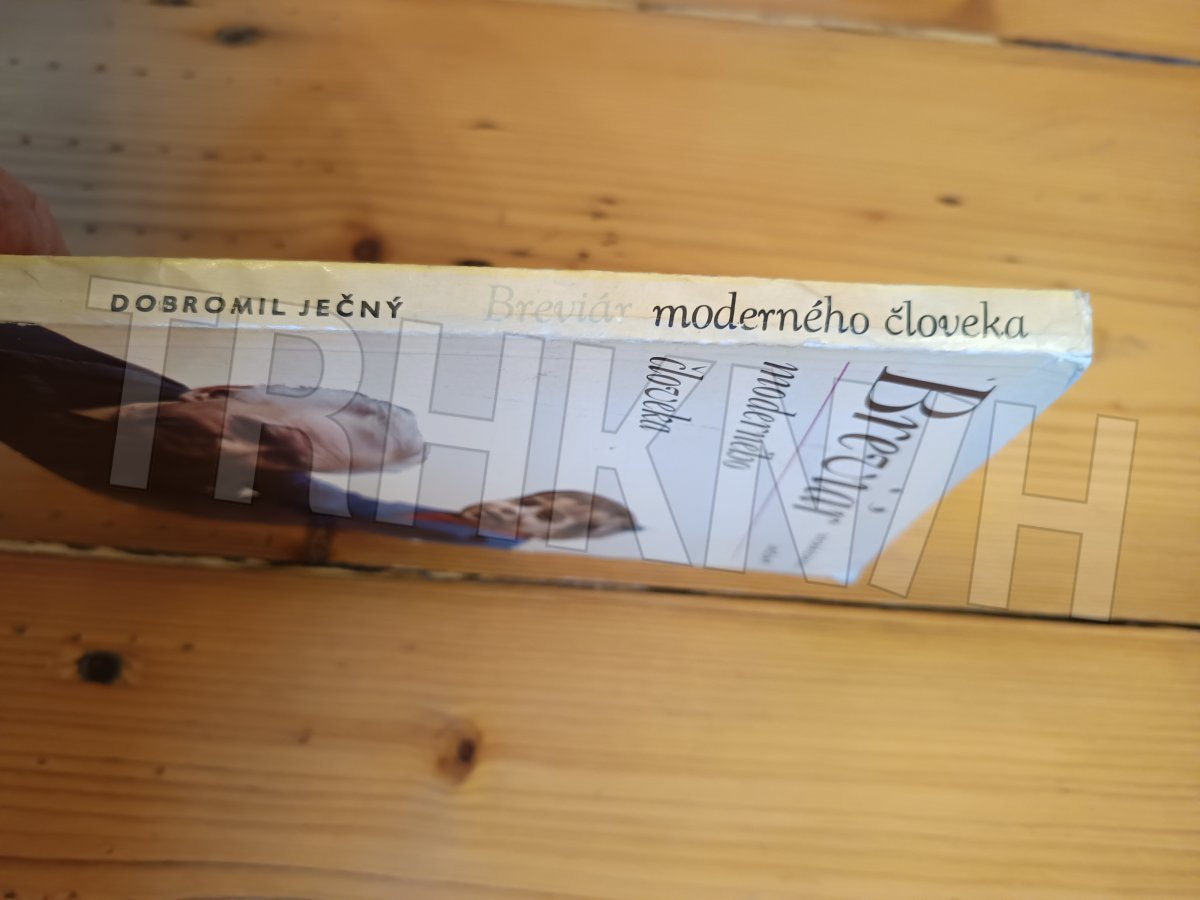 DOBROMIL JEČNÝ Breviár moderného človeka
Breviár
moderného
človeka
TRHKNIH